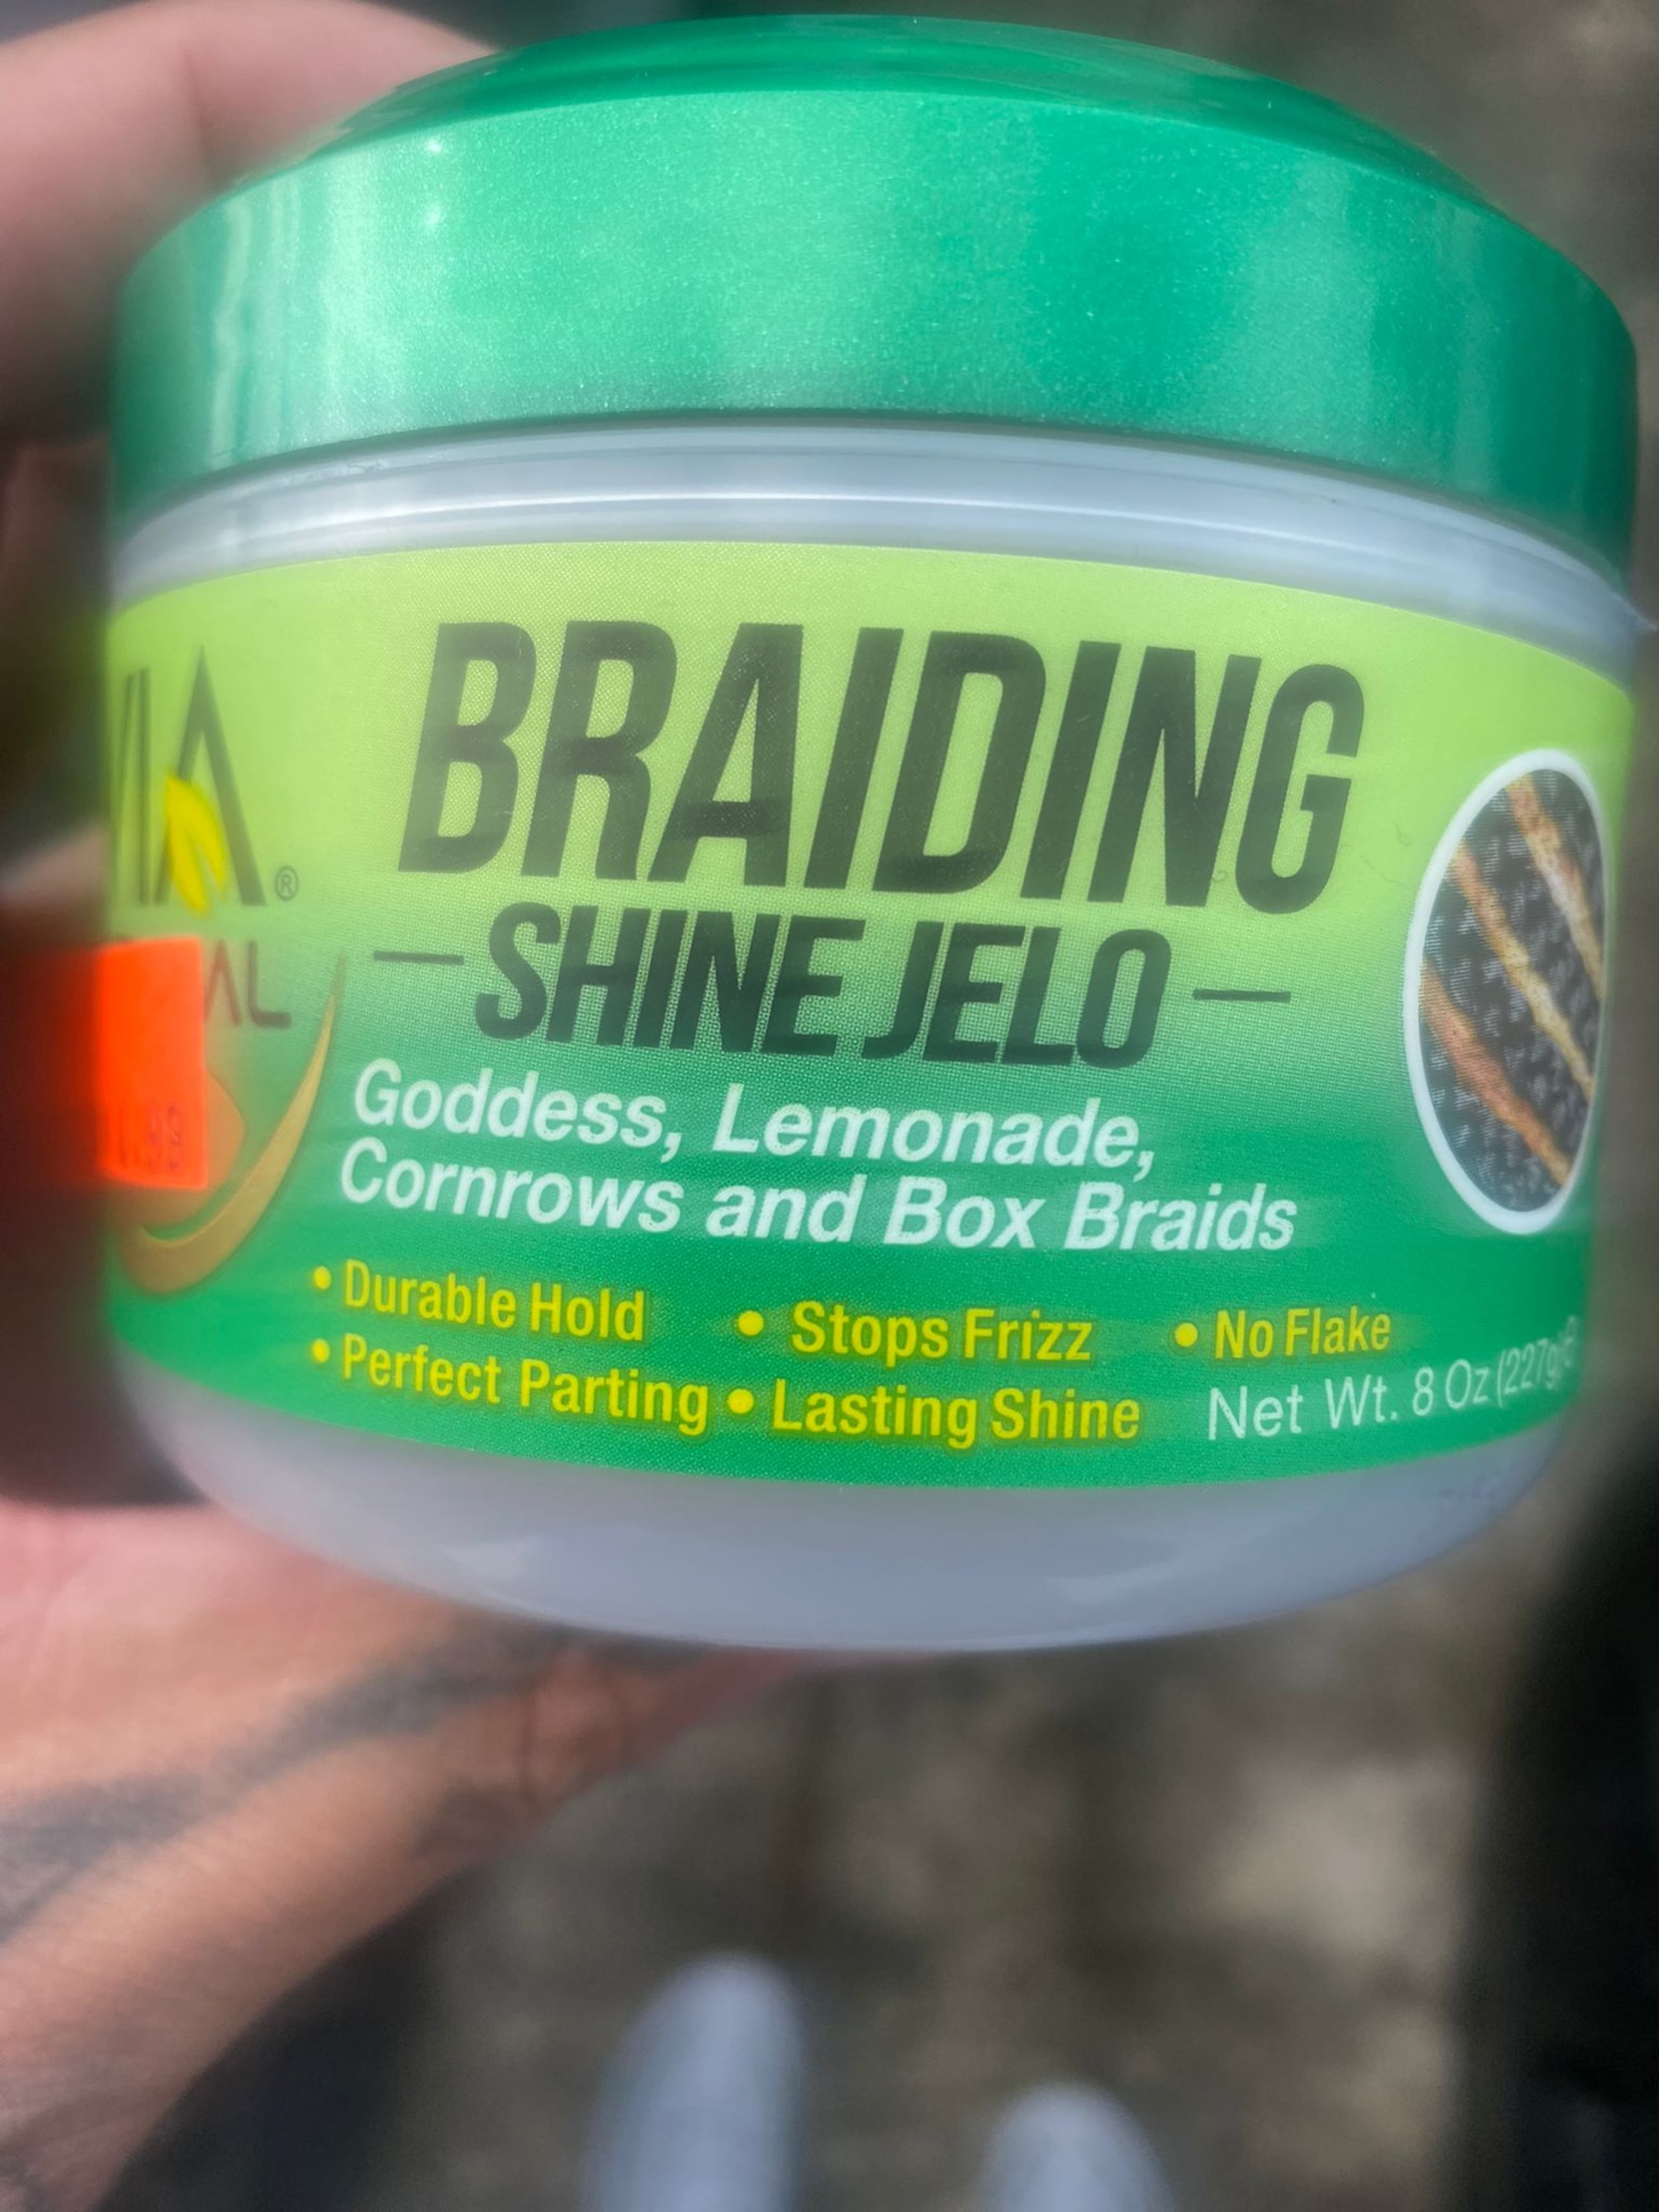 BRAIDING
SHINE JELO
Goddess, Lemonade,
Cornrows and Box Braids
• Durable Hold • Stops Frizz • No Flake
• Perfect Parting • Lasting Shine
Net Wt. 8 Oz (227g)